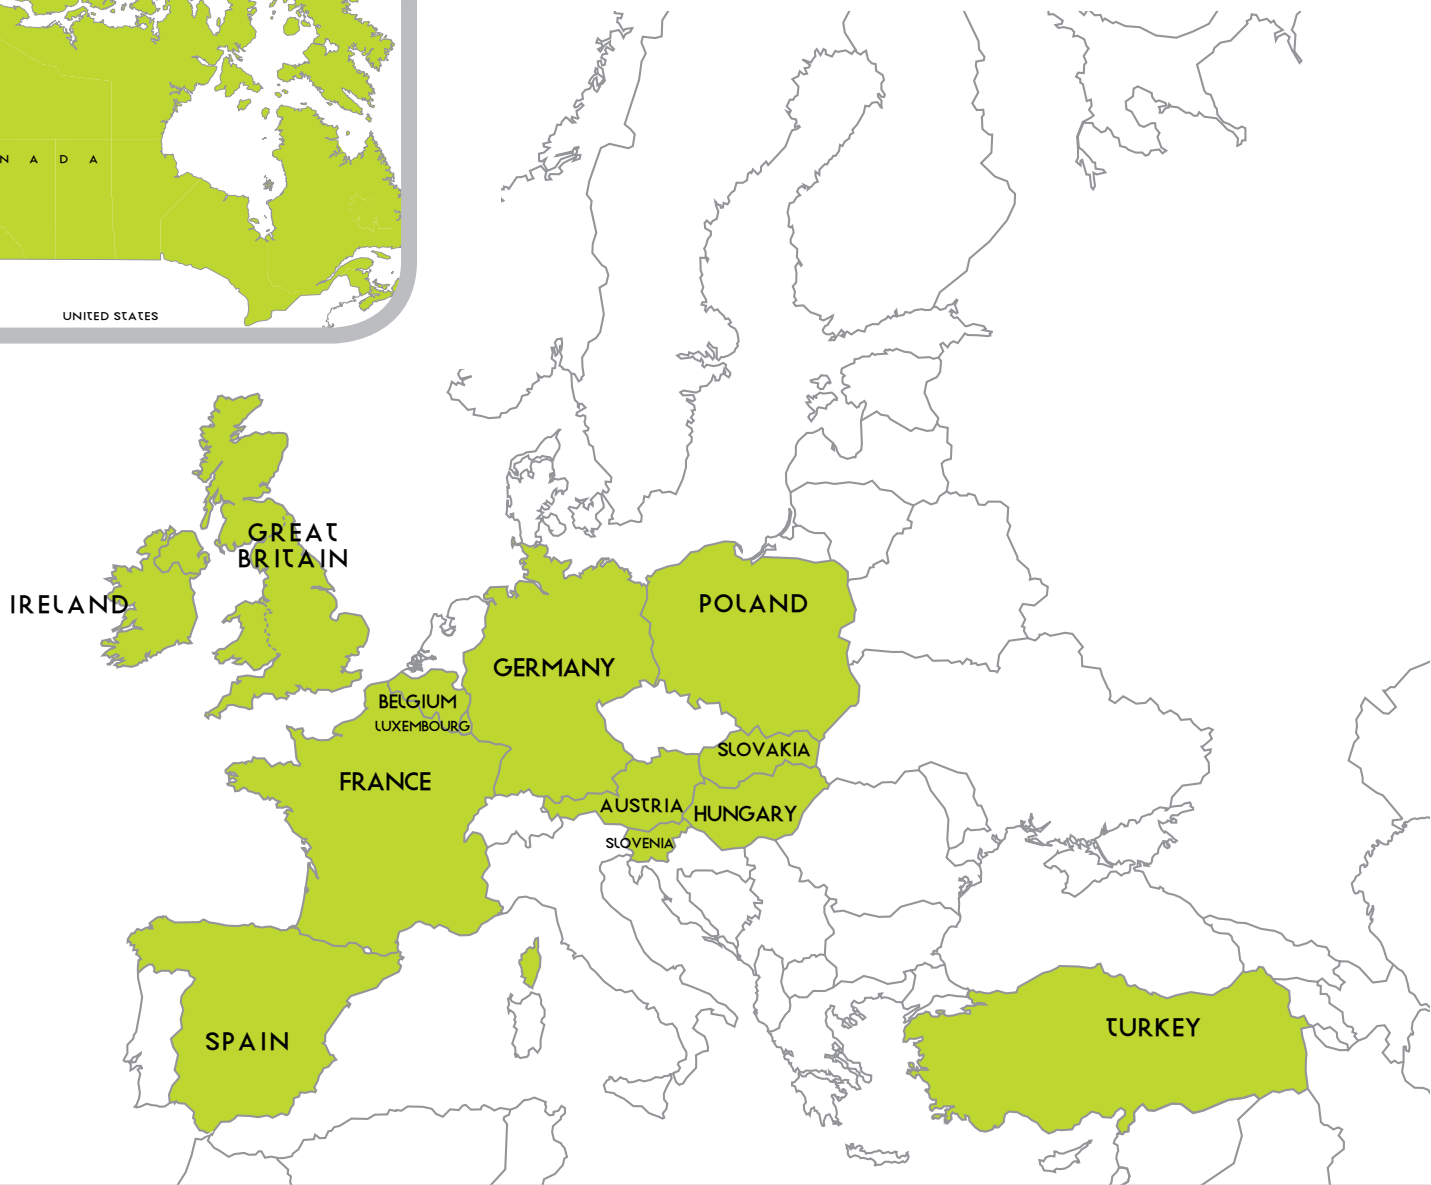 N A D A
UNITED STATES
GREAT
BRITAIN
IRELAND
POLAND
GERMANY
BELGIUM
LUXEMBOURG
SLOVAKIA
FRANCE
AUSTRIA
HUNGARY
SLOVENIA
TURKEY
SPAIN